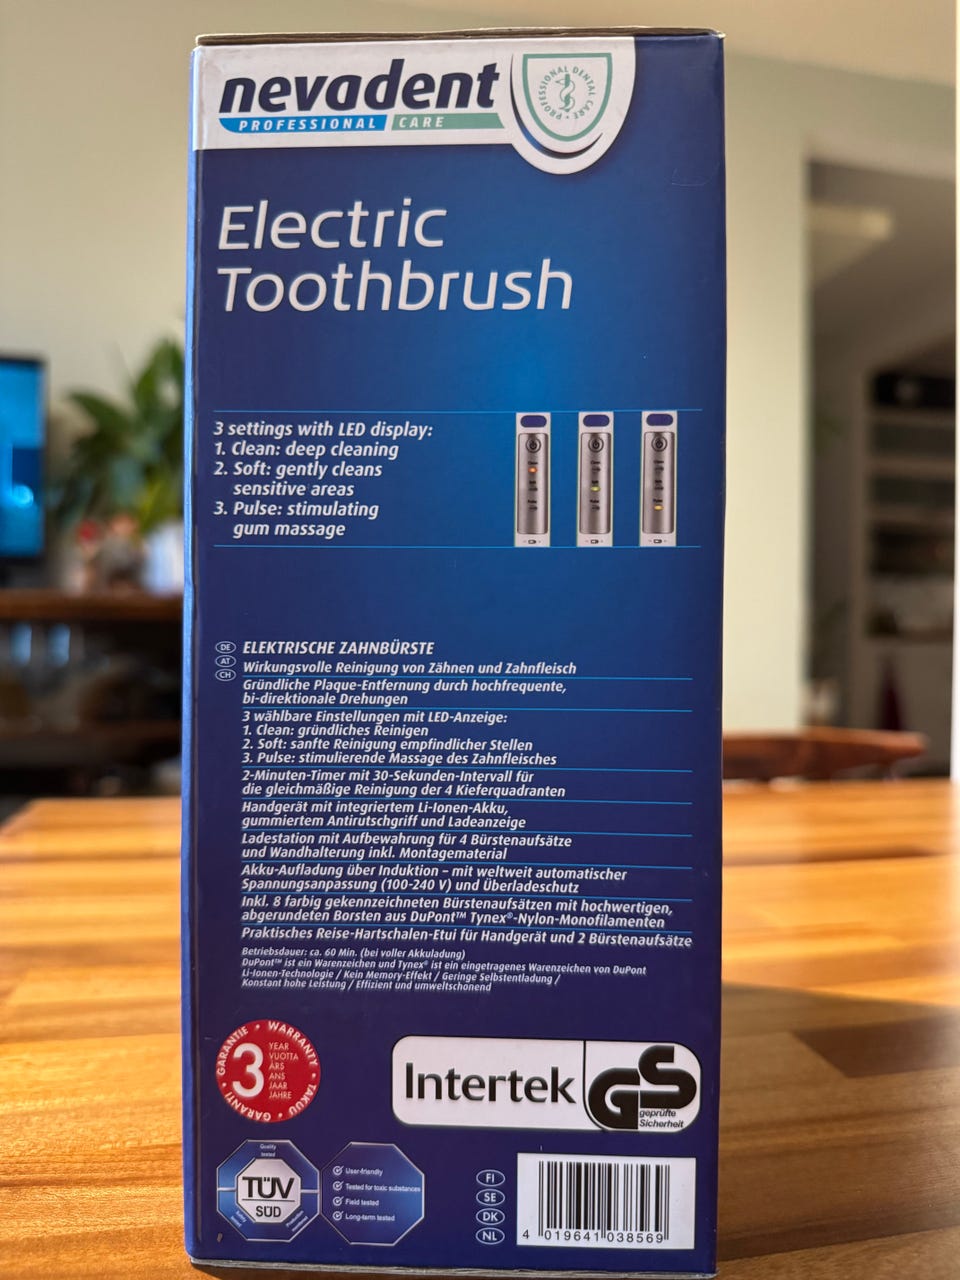 nevadent
PROFESSIONAL CARE
PROFESSIONAL DENTAL CARE
Electric
Toothbrush
3 settings with LED display:
1. Clean: deep cleaning
2. Soft: gently cleans
sensitive areas
3. Pulse: stimulating
gum massage
DE
AT
CH
ELEKTRISCHE ZAHNBÜRSTE
Wirkungsvolle Reinigung von Zähnen und Zahnfleisch
Gründliche Plaque-Entfernung durch hochfrequente,
bi-direktionale Drehungen
3 wählbare Einstellungen mit LED-Anzeige:
1. Clean: gründliches Reinigen
2. Soft: sanfte Reinigung empfindlicher Stellen
3. Pulse: stimulierende Massage des Zahnfleisches
2-Minuten-Timer mit 30-Sekunden-Intervall für
die gleichmäßige Reinigung der 4 Kieferquadranten
Handgerät mit integriertem Li-Ionen-Akku,
gummiertem Antirutschgriff und Ladeanzeige
Ladestation mit Aufbewahrung für 4 Bürstenaufsätze
und Wandhalterung inkl. Montagematerial
Akku-Aufladung über Induktion – mit weltweit automatischer
Spannungsanpassung (100-240 V) und Überladeschutz
Inkl. 8 farbig gekennzeichneten Bürstenaufsätzen mit hochwertigen,
abgerundeten Borsten aus DuPont™ Tynex®-Nylon-Monofilamenten
Praktisches Reise-Hartschalen-Etui für Handgerät und 2 Bürstenaufsätze
Betriebsdauer: ca. 60 Min. (bei voller Akkuladung)
DuPont™ ist ein Warenzeichen und Tynex® ist ein eingetragenes Warenzeichen von DuPont
Li-Ionen-Technologie / Kein Memory-Effekt / Geringe Selbstentladung /
Konstant hohe Leistung / Effizient und umweltschonend
GARANTIE • WARRANTY • TAKUU • GARANTI
3
YEAR
VUOTTA
ÅRS
ANS
JAAR
JAHRE
Intertek
GS
geprüfte
Sicherheit
Quality
tested
TÜV
SÜD
Safety
tested
Production
monitored
User-friendly
Tested for toxic substances
Field tested
Long-term tested
FI
SE
DK
NL
4 019641 038569